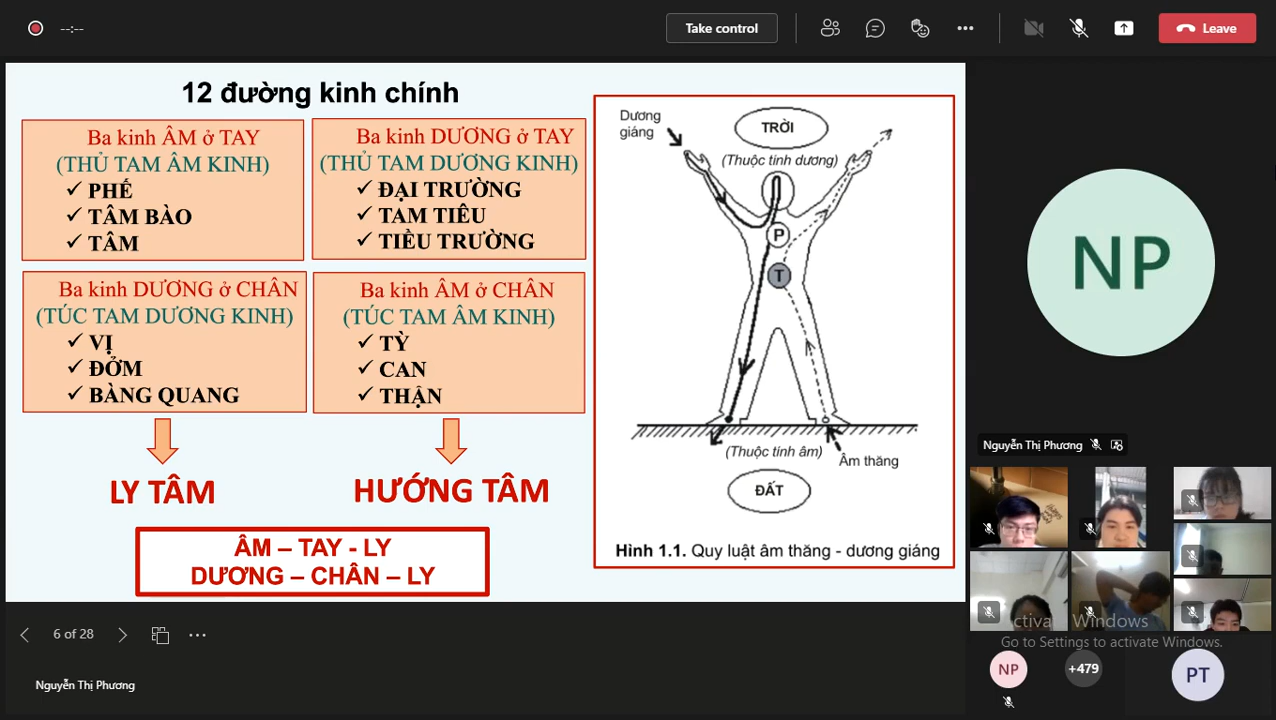 --:--
Take control
Leave
12 đường kinh chính
Ba kinh ÂM ở TAY
(THỦ TAM ÂM KINH)
✓ PHẾ
✓ TÂM BÀO
✓ TÂM
Ba kinh DƯƠNG ở TAY
(THỦ TAM DƯƠNG KINH)
✓ ĐẠI TRƯỜNG
✓ TAM TIÊU
✓ TIỀU TRƯỜNG
Ba kinh DƯƠNG ở CHÂN
(TÚC TAM DƯƠNG KINH)
✓ VỊ
✓ ĐỞM
✓ BÀNG QUANG
Ba kinh ÂM ở CHÂN
(TÚC TAM ÂM KINH)
✓ TỲ
✓ CAN
✓ THẬN
LY TÂM
HƯỚNG TÂM
ÂM – TAY - LY
DƯƠNG – CHÂN – LY
Dương
giáng
TRỜI
(Thuộc tính dương)
P
T
(Thuộc tính âm)
Âm thăng
ĐẤT
Hình 1.1. Quy luật âm thăng - dương giáng
NP
Nguyễn Thị Phương
Activate Windows
Go to Settings to activate Windows.
NP
+479
PT
6 of 28
Nguyễn Thị Phương